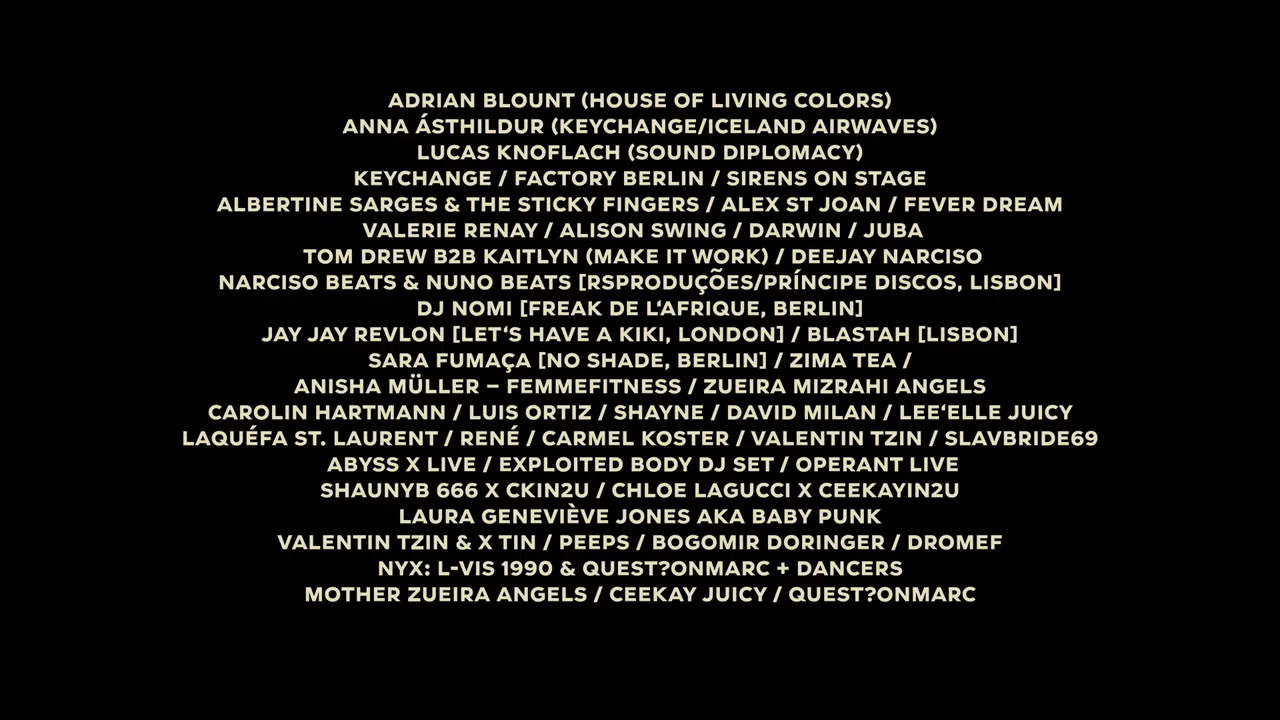 ADRIAN BLOUNT (HOUSE OF LIVING COLORS)
ANNA ÁSTHILDUR (KEYCHANGE/ICELAND AIRWAVES)
LUCAS KNOFLACH (SOUND DIPLOMACY)
KEYCHANGE / FACTORY BERLIN / SIRENS ON STAGE
ALBERTINE SARGES & THE STICKY FINGERS / ALEX ST JOAN / FEVER DREAM
VALERIE RENAY / ALISON SWING / DARWIN / JUBA
TOM DREW B2B KAITLYN (MAKE IT WORK) / DEEJAY NARCISO
NARCISO BEATS & NUNO BEATS [RSPRODUÇÕES/PRÍNCIPE DISCOS, LISBON]
DJ NOMI [FREAK DE L‘AFRIQUE, BERLIN]
JAY JAY REVLON [LET‘S HAVE A KIKI, LONDON] / BLASTAH [LISBON]
SARA FUMAÇA [NO SHADE, BERLIN] / ZIMA TEA /
ANISHA MÜLLER – FEMMEFITNESS / ZUEIRA MIZRAHI ANGELS
CAROLIN HARTMANN / LUIS ORTIZ / SHAYNE / DAVID MILAN / LEE‘ELLE JUICY
LAQUÉFA ST. LAURENT / RENÉ / CARMEL KOSTER / VALENTIN TZIN / SLAVBRIDE69
ABYSS X LIVE / EXPLOITED BODY DJ SET / OPERANT LIVE
SHAUNYB 666 X CKIN2U / CHLOE LAGUCCI X CEEKAYIN2U
LAURA GENEVIÈVE JONES AKA BABY PUNK
VALENTIN TZIN & X TIN / PEEPS / BOGOMIR DORINGER / DROMEF
NYX: L-VIS 1990 & QUEST?ONMARC + DANCERS
MOTHER ZUEIRA ANGELS / CEEKAY JUICY / QUEST?ONMARC